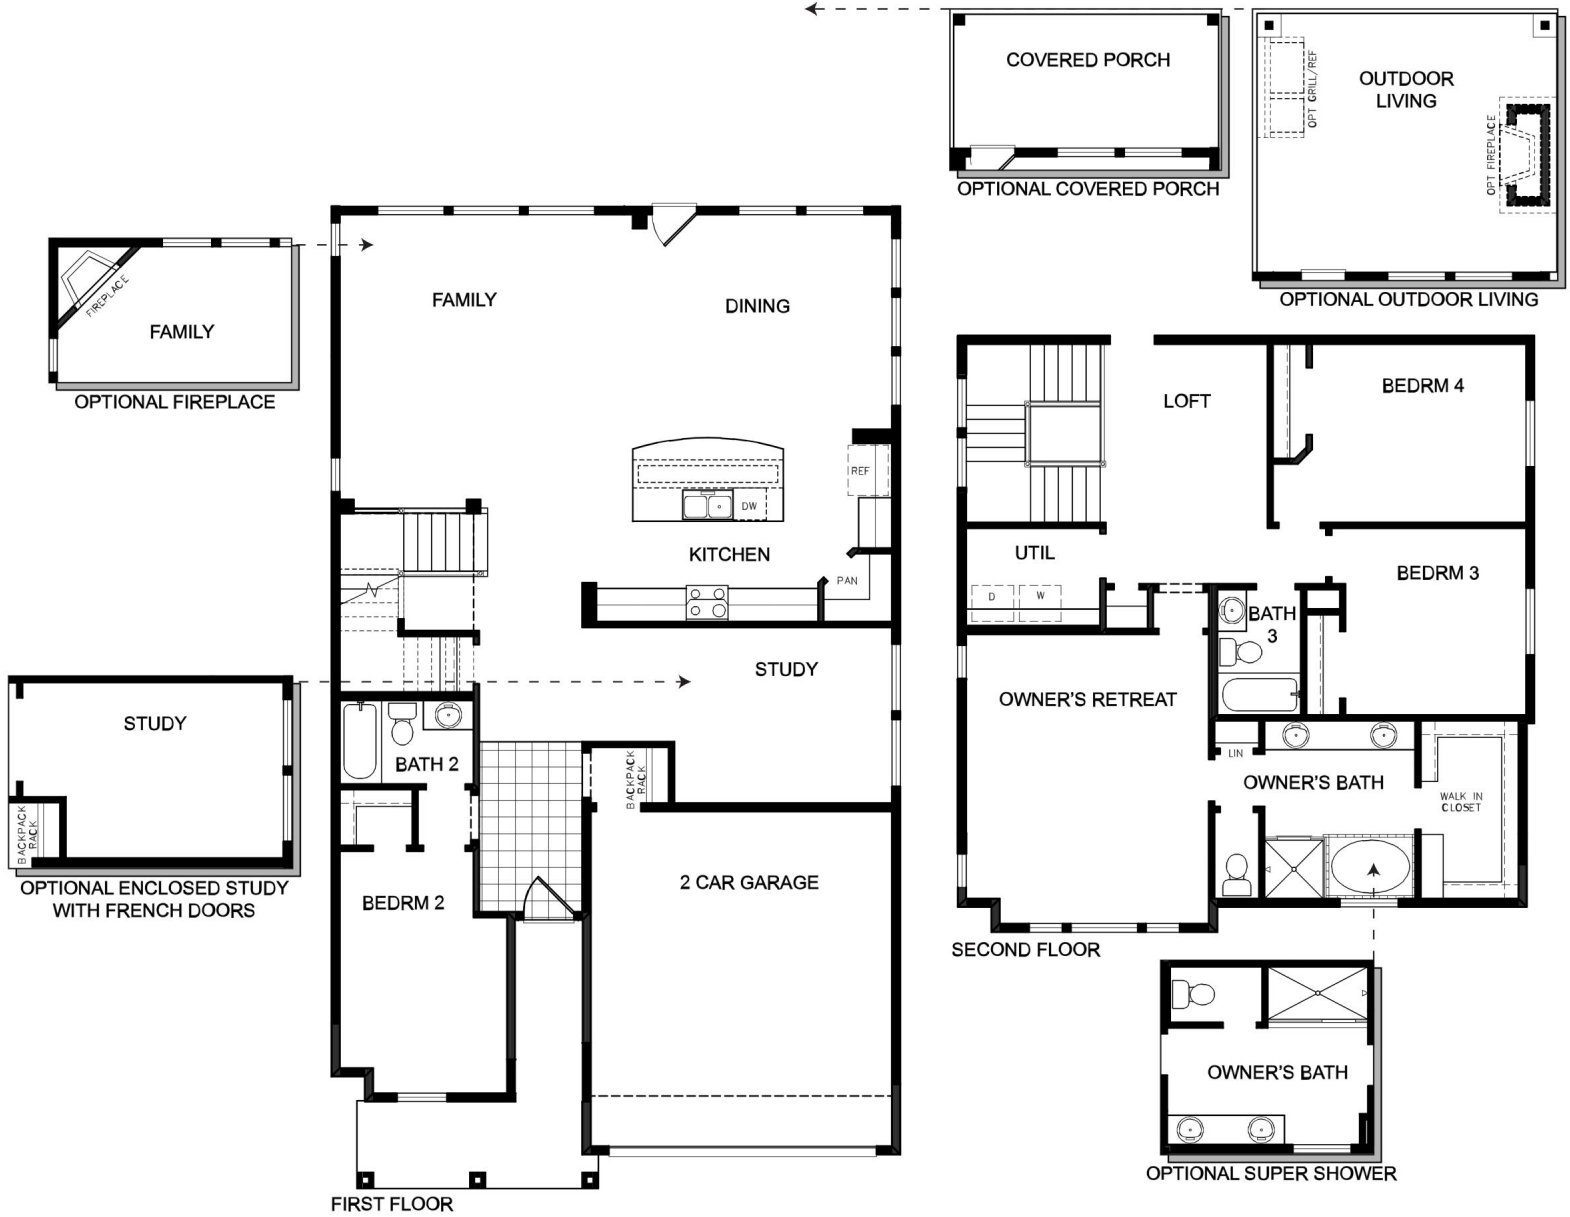 COVERED PORCH
OPTIONAL COVERED PORCH
OPT GRILL/REF
OUTDOOR
LIVING
OPT FIREPLACE
OPTIONAL OUTDOOR LIVING
FIREPLACE
FAMILY
OPTIONAL FIREPLACE
FAMILY
DINING
REF
DW
KITCHEN
PAN
STUDY
BATH 2
BACKPACK
RACK
BEDRM 2
2 CAR GARAGE
FIRST FLOOR
STUDY
BACKPACK
RACK
OPTIONAL ENCLOSED STUDY
WITH FRENCH DOORS
LOFT
BEDRM 4
UTIL
D
W
BEDRM 3
BATH
3
OWNER'S RETREAT
LIN
OWNER'S BATH
WALK IN
CLOSET
SECOND FLOOR
OWNER'S BATH
OPTIONAL SUPER SHOWER